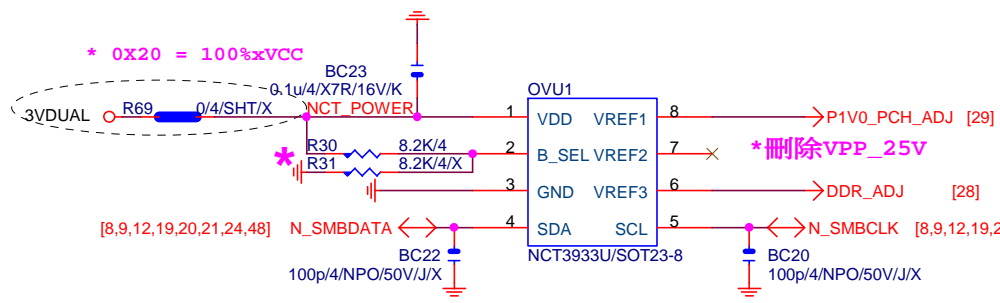 * 0X20 = 100%xVCC
BC23
0.1u/4/X7R/16V/K
OVU1
3VDUAL
R69
0/4/SHT/X
NCT_POWER
1
VDD
VREF1
8
P1V0_PCH_ADJ [29]
R30
8.2K/4
2
B_SEL
VREF2
7
*刪除VPP_25V
*
R31
8.2K/4/X
3
GND
VREF3
6
DDR_ADJ
[28]
[8,9,12,19,20,21,24,48]
N_SMBDATA
4
SDA
SCL
5
N_SMBCLK
[8,9,12,19,2
BC22
100p/4/NPO/50V/J/X
NCT3933U/SOT23-8
BC20
100p/4/NPO/50V/J/X